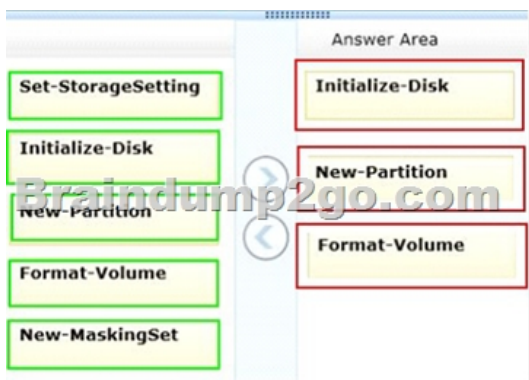 Answer Area
Set-StorageSetting
Initialize-Disk
New-Partition
Format-Volume
New-MaskingSet
Initialize-Disk
New-Partition
Format-Volume
Braindump2go.com